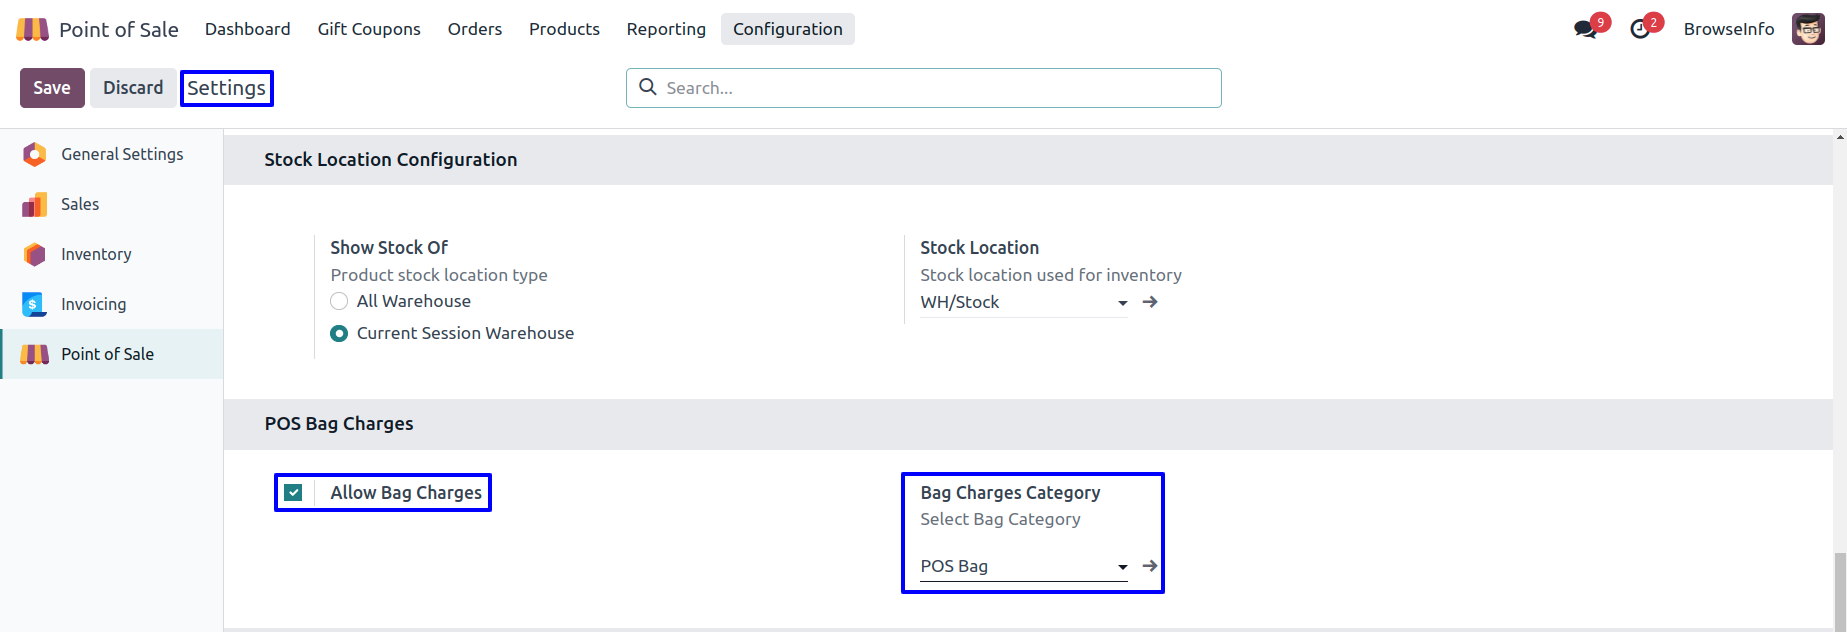 Point of Sale Dashboard Gift Coupons Orders Products Reporting Configuration 9 2 BrowseInfo
Save Discard Settings Search...
General Settings
Sales
Inventory
Invoicing
Point of Sale
Stock Location Configuration
Show Stock Of
Product stock location type
All Warehouse
Current Session Warehouse
Stock Location
Stock location used for inventory
WH/Stock
POS Bag Charges
Allow Bag Charges
Bag Charges Category
Select Bag Category
POS Bag